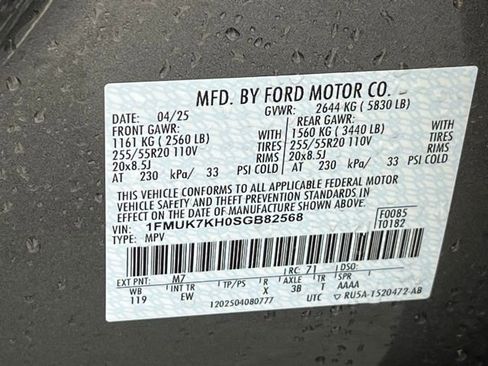 MFD. BY FORD MOTOR CO.
DATE: 04/25 GVWR: 2644 KG ( 5830 LB)
FRONT GAWR: REAR GAWR:
1161 KG ( 2560 LB) WITH 1560 KG ( 3440 LB) WITH
255/55R20 110V TIRES 255/55R20 110V TIRES
20x8.5J RIMS 20x8.5J RIMS
AT 230 kPa/ 33 PSI COLD AT 230 kPa/ 33 PSI COLD
THIS VEHICLE CONFORMS TO ALL APPLICABLE FEDERAL MOTOR
VEHICLE SAFETY AND THEFT PREVENTION STANDARDS IN
EFFECT ON THE DATE OF MANUFACTURE SHOWN ABOVE.
VIN: 1FMUK7KH0SGB82568 F0085
TYPE: MPV T0182
EXT PNT: M7 RC: 71 DSO:
WB INT TR TP/PS R AXLE TR SPR
119 EW X 3B T AAAA
1202504080777 UTC ▽ RU5A-1520472-AB